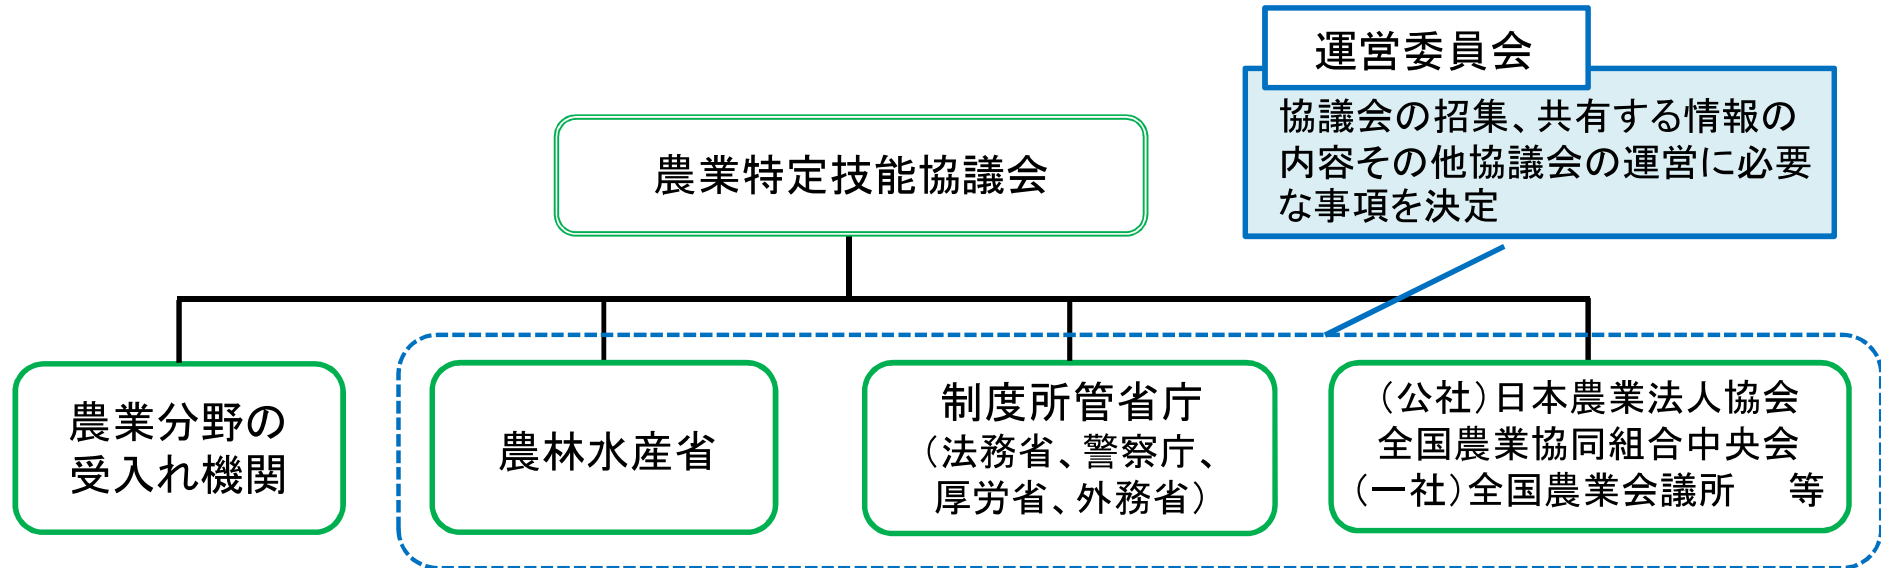 運営委員会
協議会の招集、共有する情報の
内容その他協議会の運営に必要
な事項を決定
農業特定技能協議会
農業分野の
受入れ機関
農林水産省
制度所管省庁
（法務省、警察庁、
厚労省、外務省）
（公社）日本農業法人協会
全国農業協同組合中央会
（一社）全国農業会議所　等